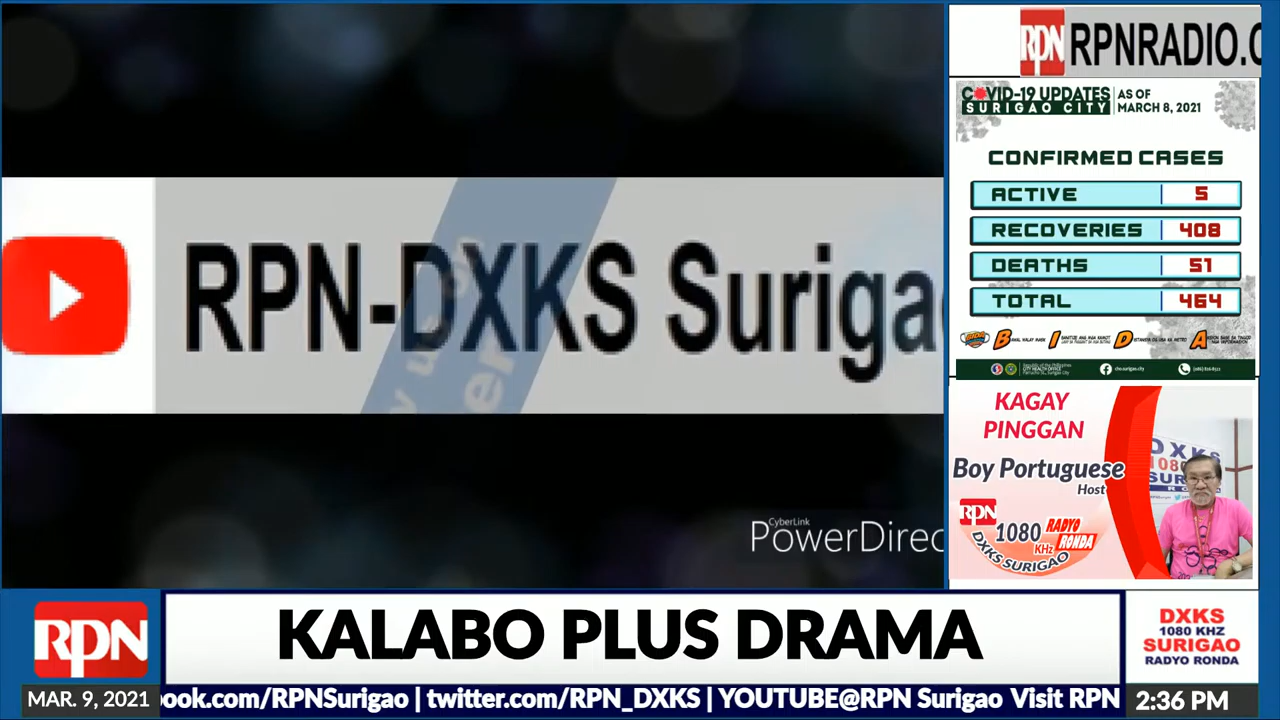 RPN-DXKS Surigao
CyberLink
PowerDirec
RPN RPNRADIO.C
COVID-19 UPDATES
SURIGAO CITY
AS OF
MARCH 8, 2021
CONFIRMED CASES
ACTIVE 5
RECOVERIES 408
DEATHS 51
TOTAL 464
B I D A
KAGAY
PINGGAN
Boy Portuguese
Host
RPN
1080
KHz
RADYO
RONDA
DXKS SURIGAO
RPN
KALABO PLUS DRAMA
DXKS
1080 KHZ
SURIGAO
RADYO RONDA
MAR. 9, 2021
ook.com/RPNSurigao | twitter.com/RPN_DXKS | YOUTUBE@RPN Surigao Visit RPN
2:36 PM